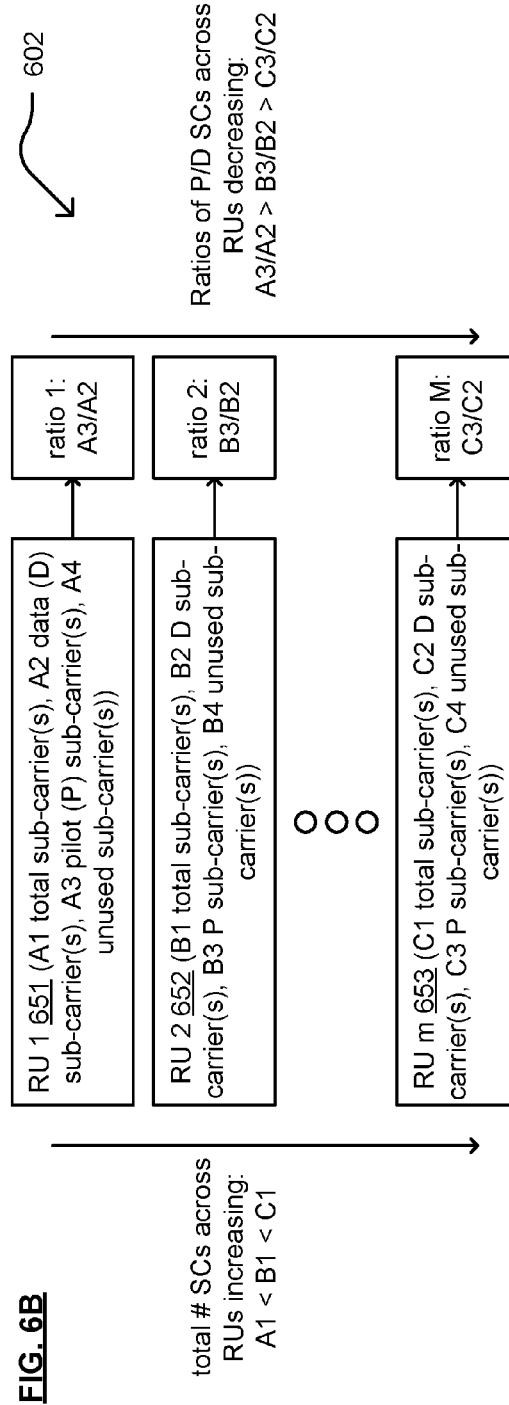 FIG. 6B
602
total # SCs across
RUs increasing:
A1 < B1 < C1
RU 1 651 (A1 total sub-carrier(s), A2 data (D)
sub-carrier(s), A3 pilot (P) sub-carrier(s), A4
unused sub-carrier(s))
ratio 1:
A3/A2
RU 2 652 (B1 total sub-carrier(s), B2 D sub-
carrier(s), B3 P sub-carrier(s), B4 unused sub-
carrier(s))
ratio 2:
B3/B2
RU m 653 (C1 total sub-carrier(s), C2 D sub-
carrier(s), C3 P sub-carrier(s), C4 unused sub-
carrier(s))
ratio M:
C3/C2
Ratios of P/D SCs across
RUs decreasing:
A3/A2 > B3/B2 > C3/C2